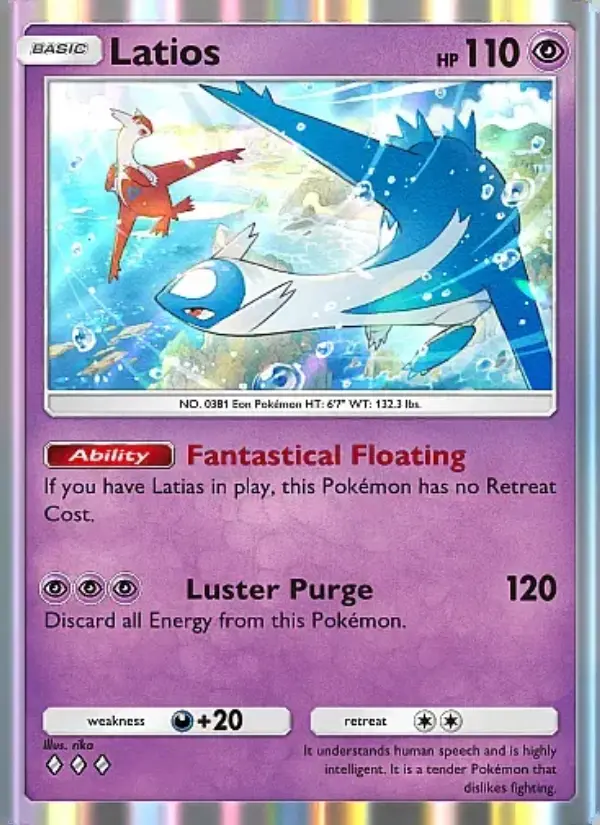 BASIC Latios HP 110
NO. 0381 Eon Pokémon HT: 6'7" WT: 132.3 lbs.
Ability Fantastical Floating
If you have Latias in play, this Pokémon has no Retreat
Cost.
Luster Purge 120
Discard all Energy from this Pokémon.
weakness +20 retreat
Illus. rika
It understands human speech and is highly
intelligent. It is a tender Pokémon that
dislikes fighting.